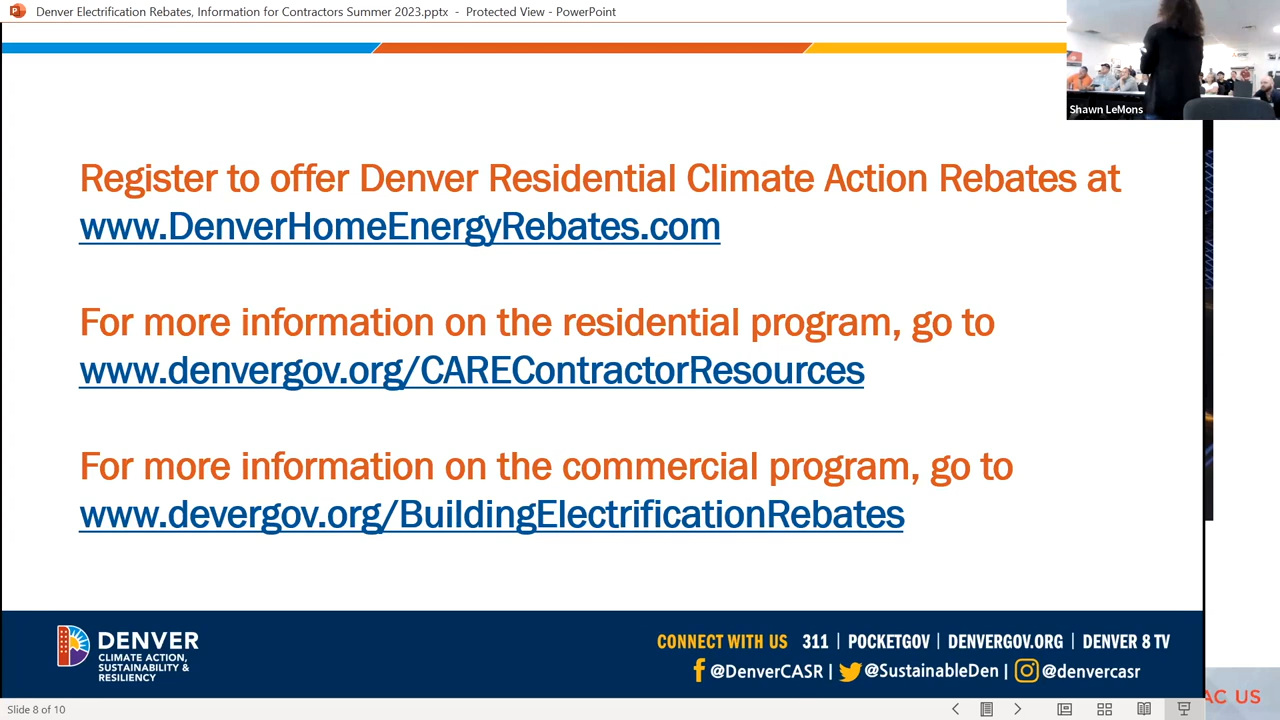 Denver Electrification Rebates, Information for Contractors Summer 2023.pptx - Protected View - PowerPoint
Shawn LeMons
Register to offer Denver Residential Climate Action Rebates at
www.DenverHomeEnergyRebates.com
For more information on the residential program, go to
www.denvergov.org/CAREContractorResources
For more information on the commercial program, go to
www.devergov.org/BuildingElectrificationRebates
DENVER
CLIMATE ACTION,
SUSTAINABILITY &
RESILIENCY
CONNECT WITH US 311 | POCKETGOV | DENVERGOV.ORG | DENVER 8 TV
@DenverCASR | @SustainableDen | @denvercasr
AC US
Slide 8 of 10